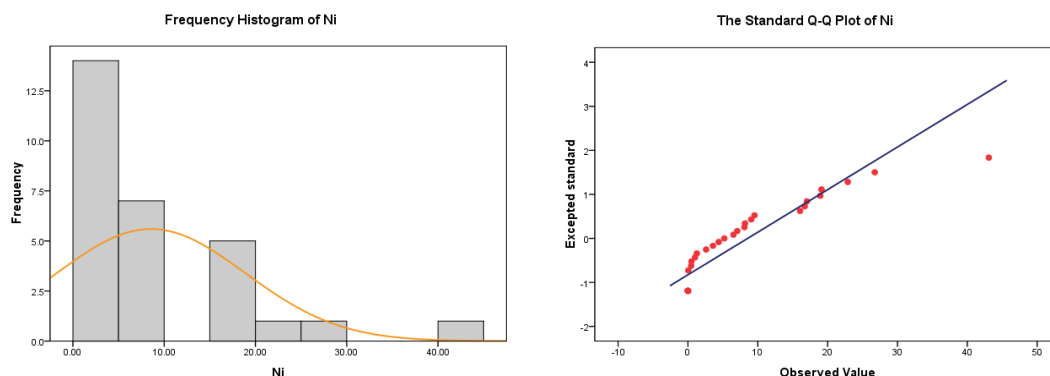 Frequency Histogram of Ni
Frequency
12.5
10.0
7.5
5.0
2.5
0.0
0.00 10.00 20.00 30.00 40.00
Ni
The Standard Q-Q Plot of Ni
Excepted standard
4
3
2
1
0
-1
-2
-10 0 10 20 30 40 50
Observed Value